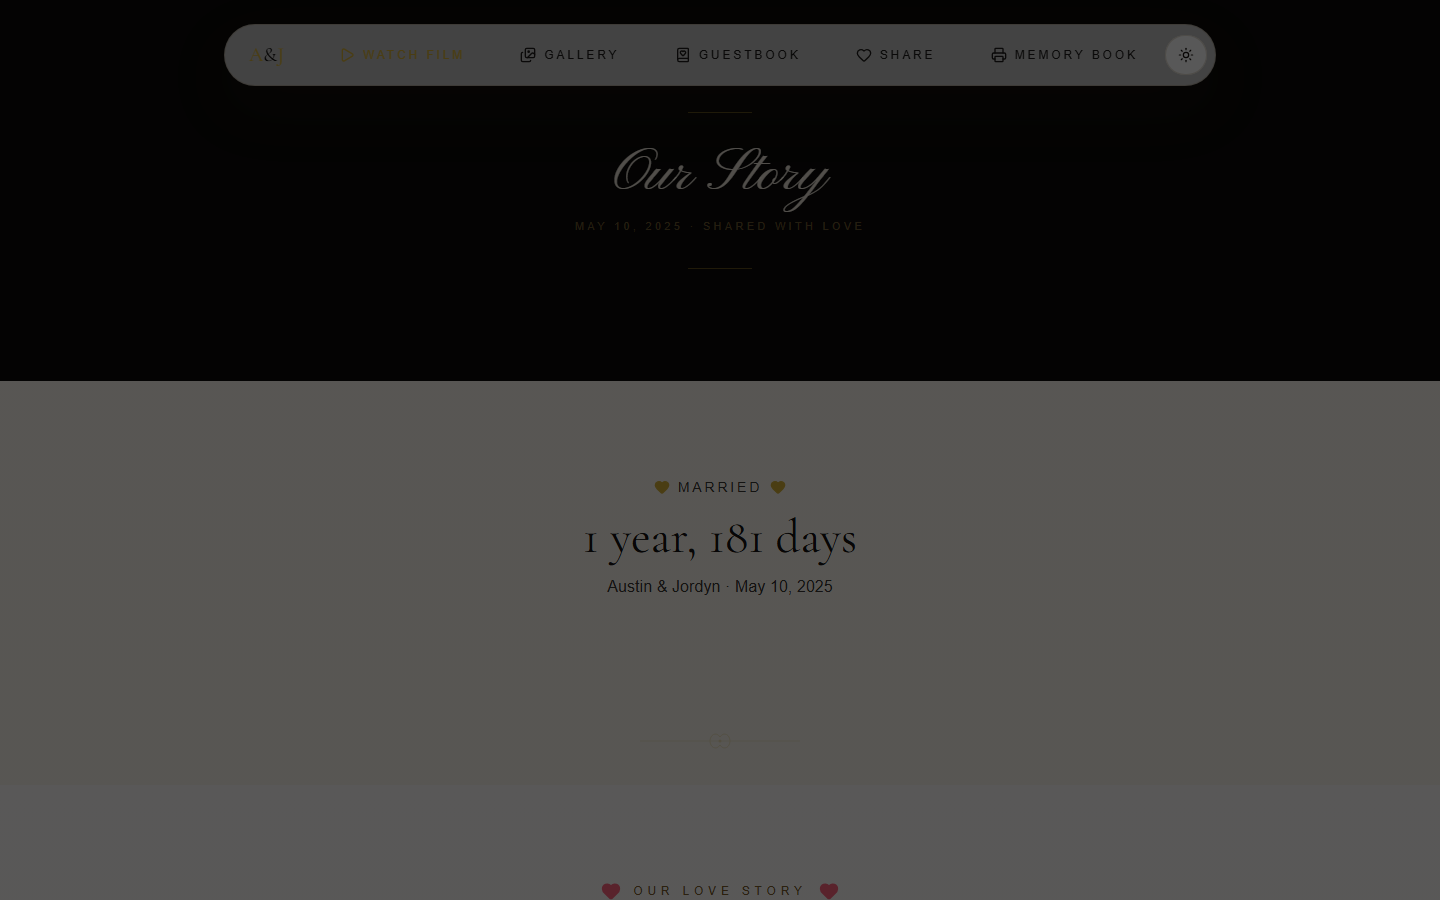 A&J
WATCH FILM
GALLERY
GUESTBOOK
SHARE
MEMORY BOOK
Our Story
MAY 10, 2025 · SHARED WITH LOVE
MARRIED
1 year, 181 days
Austin & Jordyn · May 10, 2025
OUR LOVE STORY